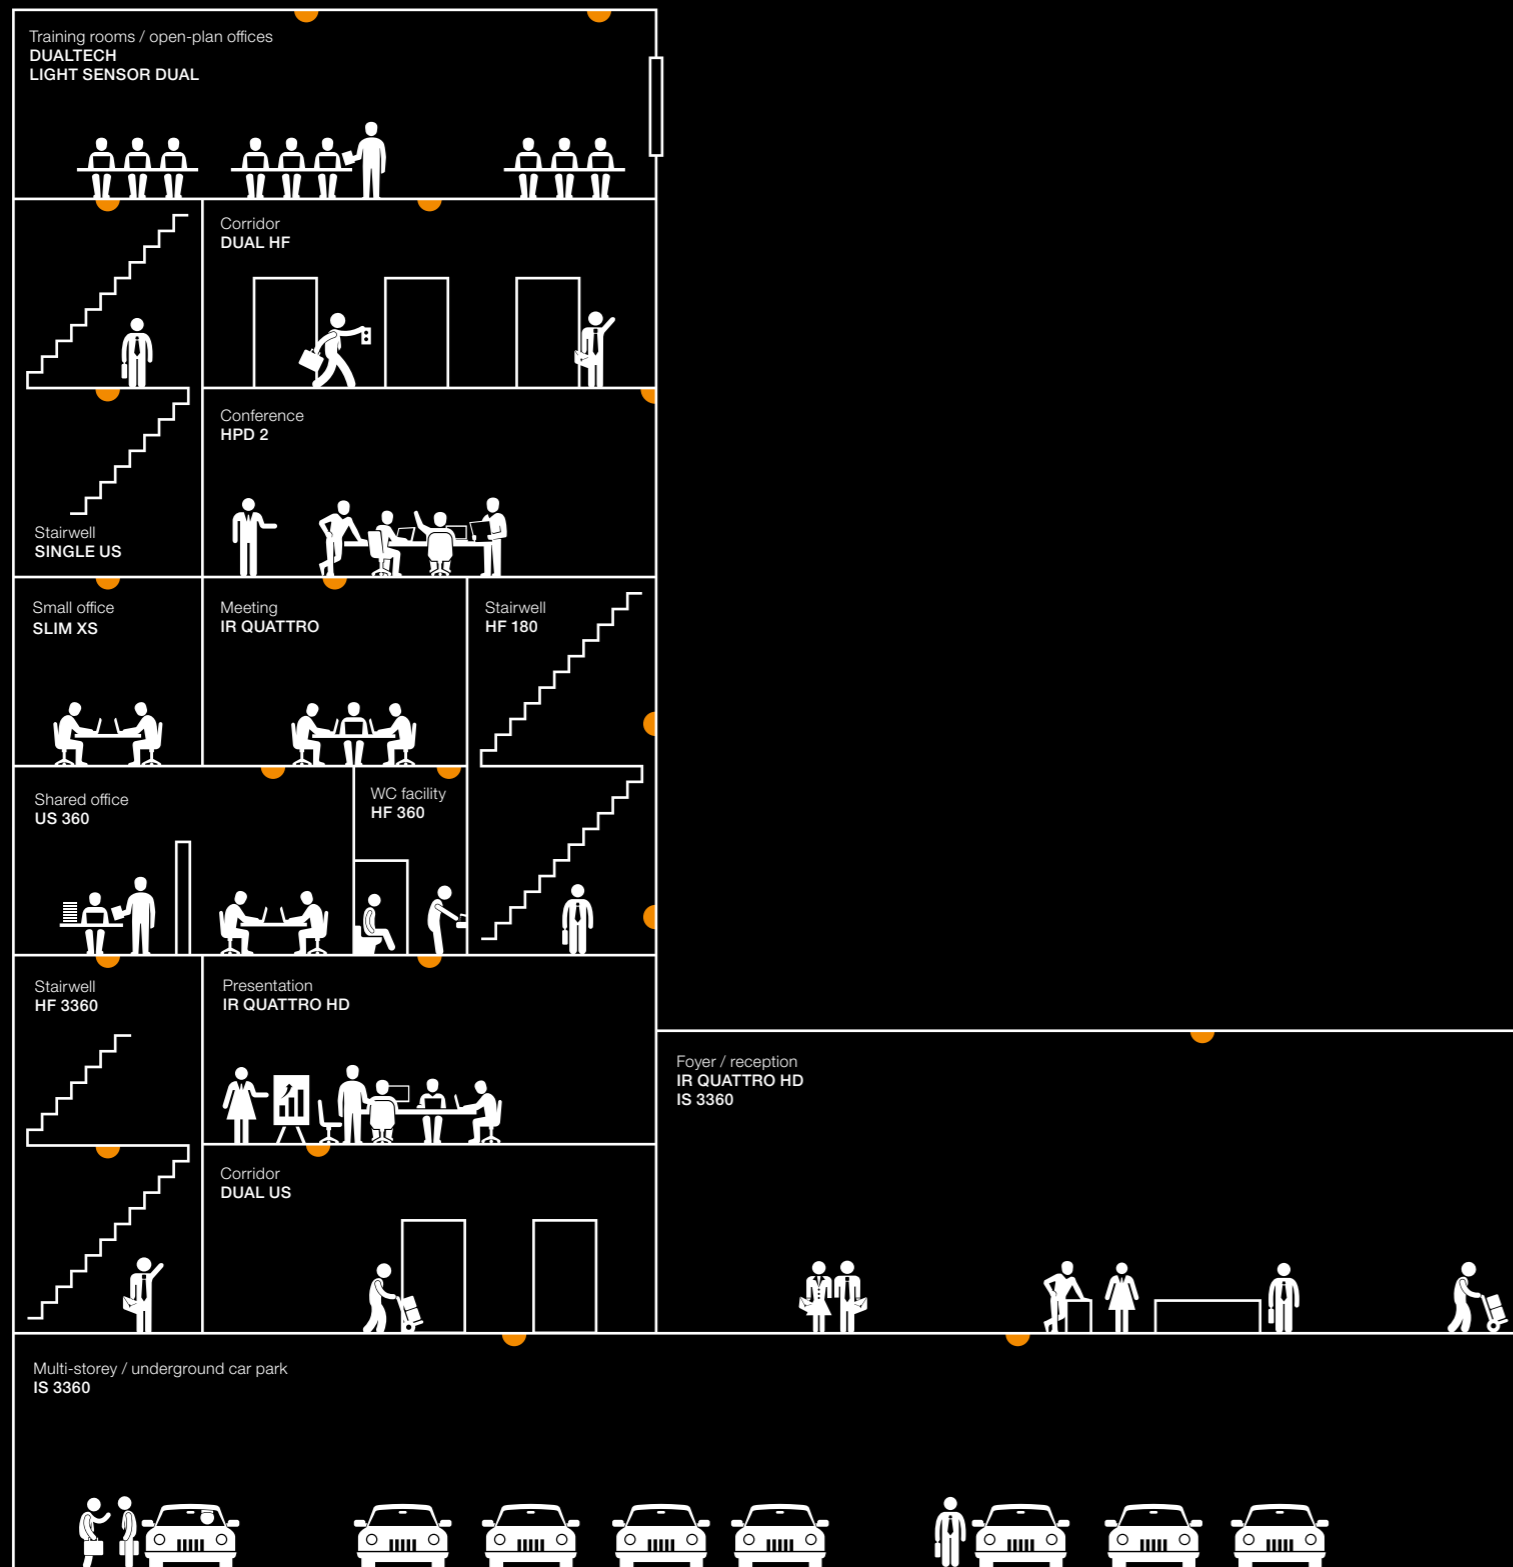 Training rooms / open-plan offices
DUALTECH
LIGHT SENSOR DUAL
Corridor
DUAL HF
Conference
HPD 2
Stairwell
SINGLE US
Small office
SLIM XS
Meeting
IR QUATTRO
Stairwell
HF 180
Shared office
US 360
WC facility
HF 360
Stairwell
HF 3360
Presentation
IR QUATTRO HD
Foyer / reception
IR QUATTRO HD
IS 3360
Corridor
DUAL US
Multi-storey / underground car park
IS 3360